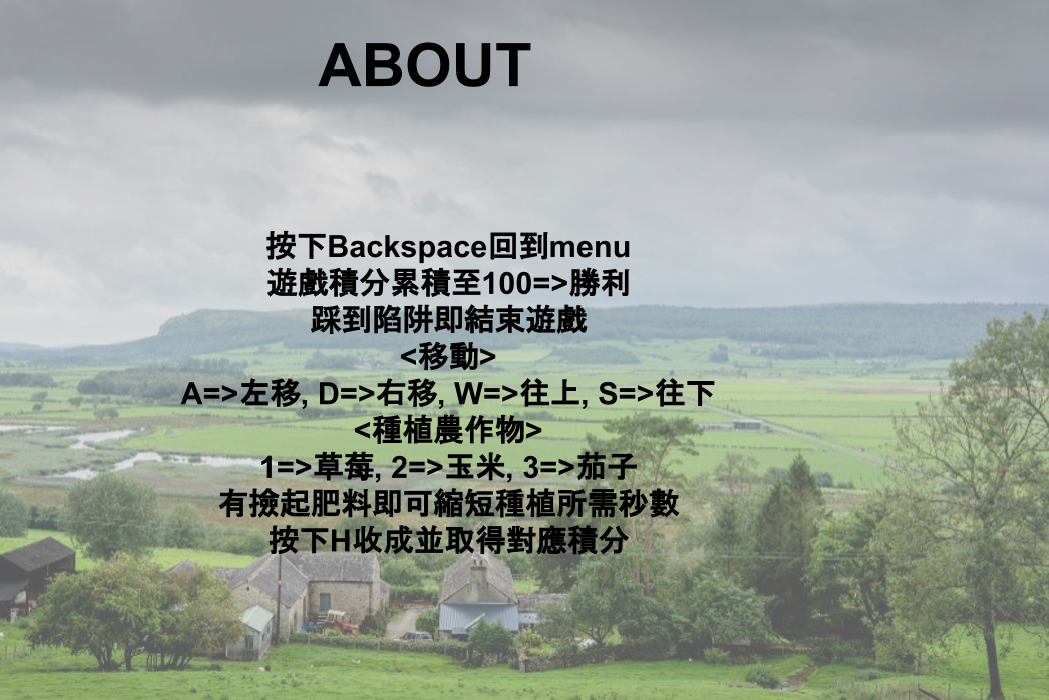 ABOUT
按下Backspace回到menu
遊戲積分累積至100=>勝利
踩到陷阱即結束遊戲
<移動>
A=>左移, D=>右移, W=>往上, S=>往下
<種植農作物>
1=>草莓, 2=>玉米, 3=>茄子
有撿起肥料即可縮短種植所需秒數
按下H收成並取得對應積分